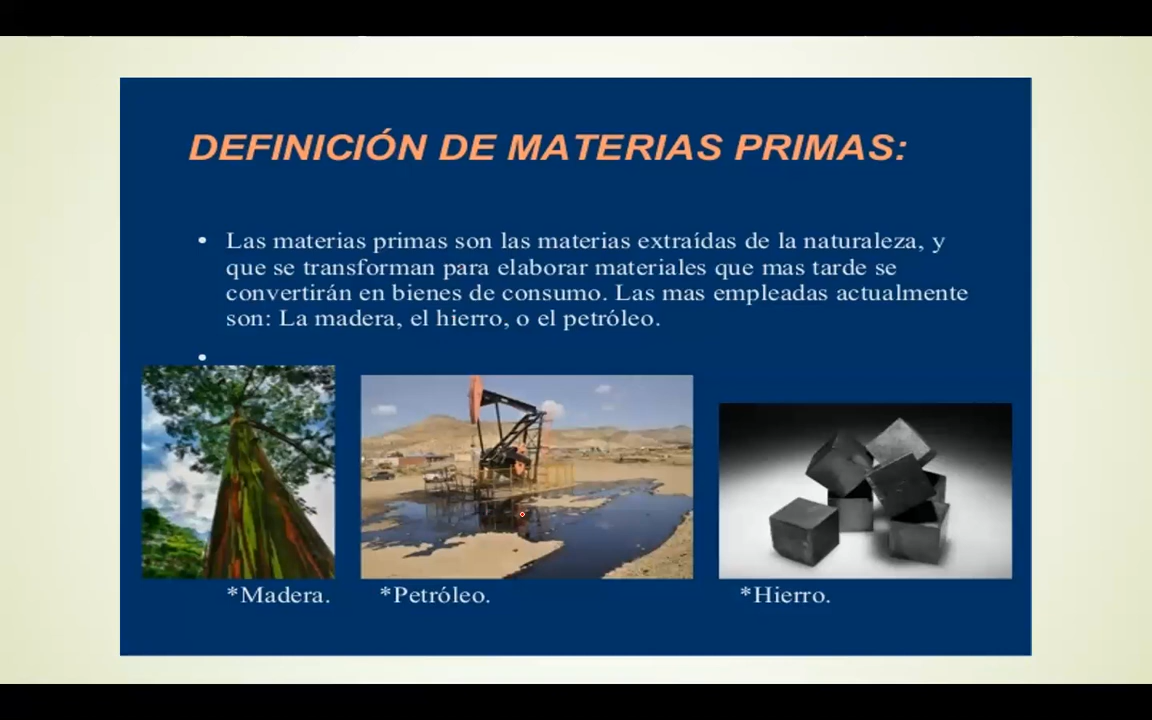 DEFINICIÓN DE MATERIAS PRIMAS:
• Las materias primas son las materias extraídas de la naturaleza, y
que se transforman para elaborar materiales que mas tarde se
convertirán en bienes de consumo. Las mas empleadas actualmente
son: La madera, el hierro, o el petróleo.
•
*Madera.
*Petróleo.
*Hierro.